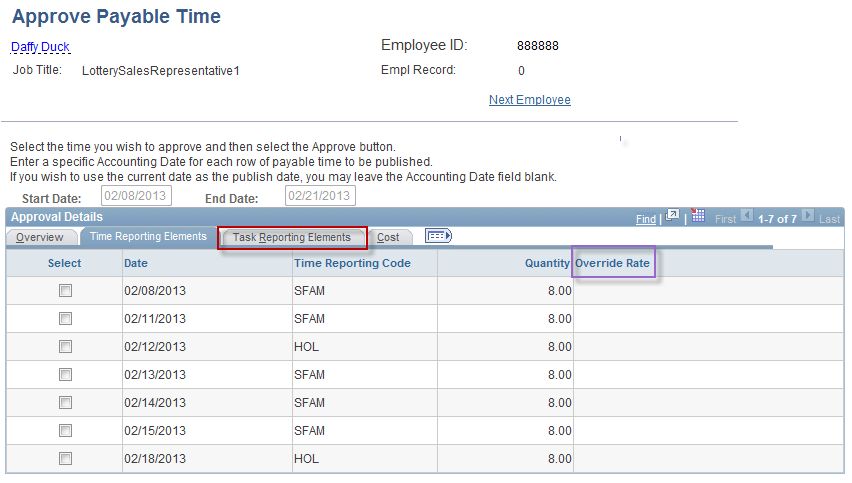 Approve Payable Time
Daffy Duck Employee ID: 888888
Job Title: LotterySalesRepresentative1 Empl Record: 0
Next Employee
Select the time you wish to approve and then select the Approve button.
Enter a specific Accounting Date for each row of payable time to be published.
If you wish to use the current date as the publish date, you may leave the Accounting Date field blank.
Start Date: 02/08/2013 End Date: 02/21/2013
Approval Details Find | | First 1-7 of 7 Last
Overview Time Reporting Elements Task Reporting Elements Cost
Select Date Time Reporting Code Quantity Override Rate
02/08/2013 SFAM 8.00
02/11/2013 SFAM 8.00
02/12/2013 HOL 8.00
02/13/2013 SFAM 8.00
02/14/2013 SFAM 8.00
02/15/2013 SFAM 8.00
02/18/2013 HOL 8.00